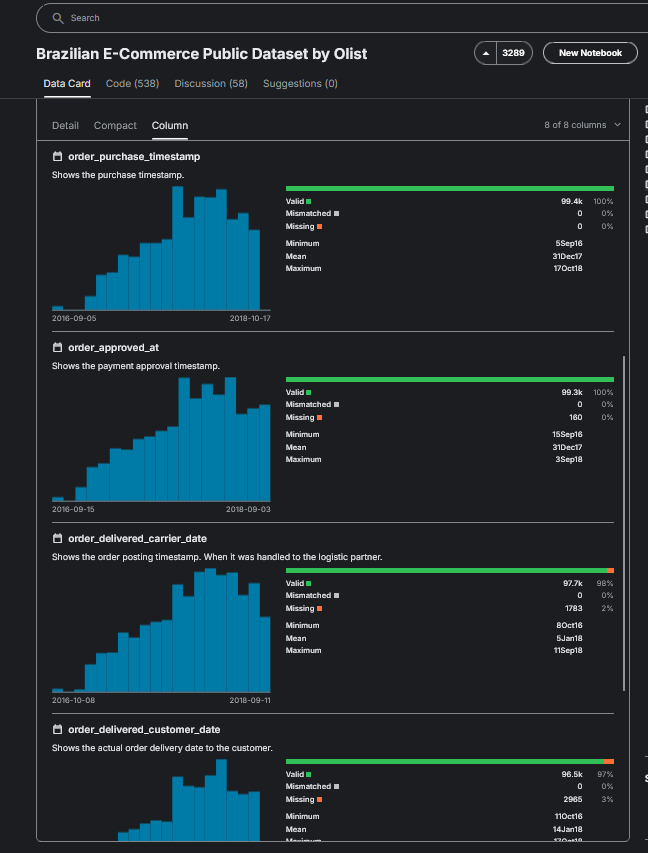 Search
Brazilian E-Commerce Public Dataset by Olist
3289
New Notebook
Data Card
Code (538)
Discussion (58)
Suggestions (0)
Detail
Compact
Column
8 of 8 columns
order_purchase_timestamp
Shows the purchase timestamp.
2016-09-05
2018-10-17
Valid 99.4k 100%
Mismatched 0 0%
Missing 0 0%
Minimum 5Sep16
Mean 31Dec17
Maximum 17Oct18
order_approved_at
Shows the payment approval timestamp.
2016-09-15
2018-09-03
Valid 99.3k 100%
Mismatched 0 0%
Missing 160 0%
Minimum 15Sep16
Mean 31Dec17
Maximum 3Sep18
order_delivered_carrier_date
Shows the order posting timestamp. When it was handled to the logistic partner.
2016-10-08
2018-09-11
Valid 97.7k 98%
Mismatched 0 0%
Missing 1783 2%
Minimum 8Oct16
Mean 5Jan18
Maximum 11Sep18
order_delivered_customer_date
Shows the actual order delivery date to the customer.
Valid 96.5k 97%
Mismatched 0 0%
Missing 2965 3%
Minimum 11Oct16
Mean 14Jan18
Maximum 17Oct18